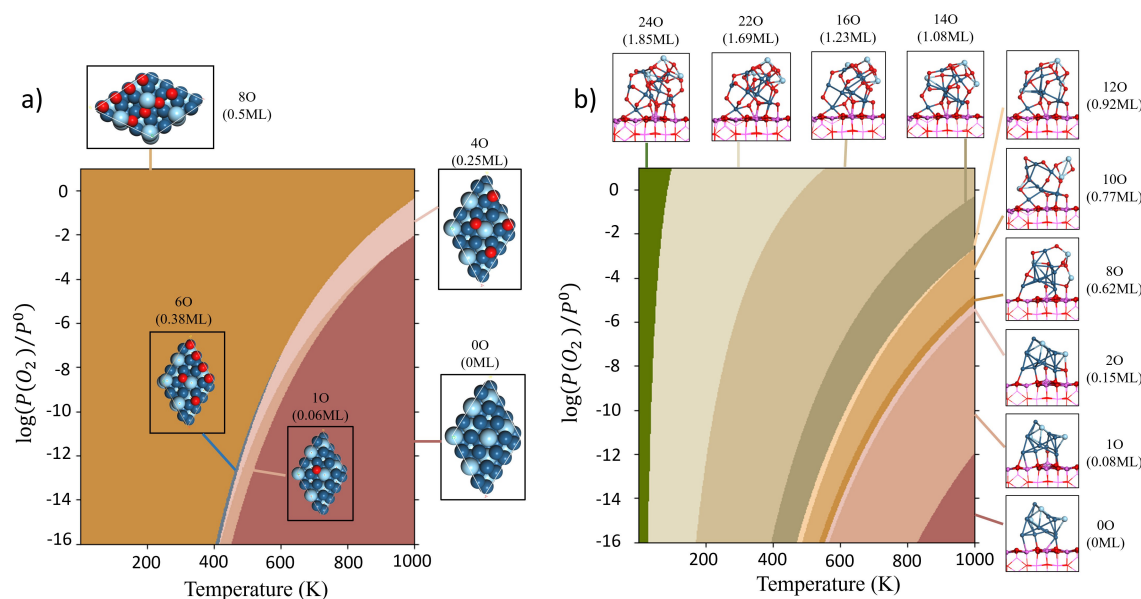 a)
8O
(0.5ML)
4O
(0.25ML)
6O
(0.38ML)
1O
(0.06ML)
0O
(0ML)
log(P(O₂)/P⁰)
0
-2
-4
-6
-8
-10
-12
-14
-16
200
400
600
800
1000
Temperature (K)
b)
24O
(1.85ML)
22O
(1.69ML)
16O
(1.23ML)
14O
(1.08ML)
12O
(0.92ML)
10O
(0.77ML)
8O
(0.62ML)
2O
(0.15ML)
1O
(0.08ML)
0O
(0ML)
log(P(O₂)/P⁰)
0
-2
-4
-6
-8
-10
-12
-14
-16
200
400
600
800
1000
Temperature (K)